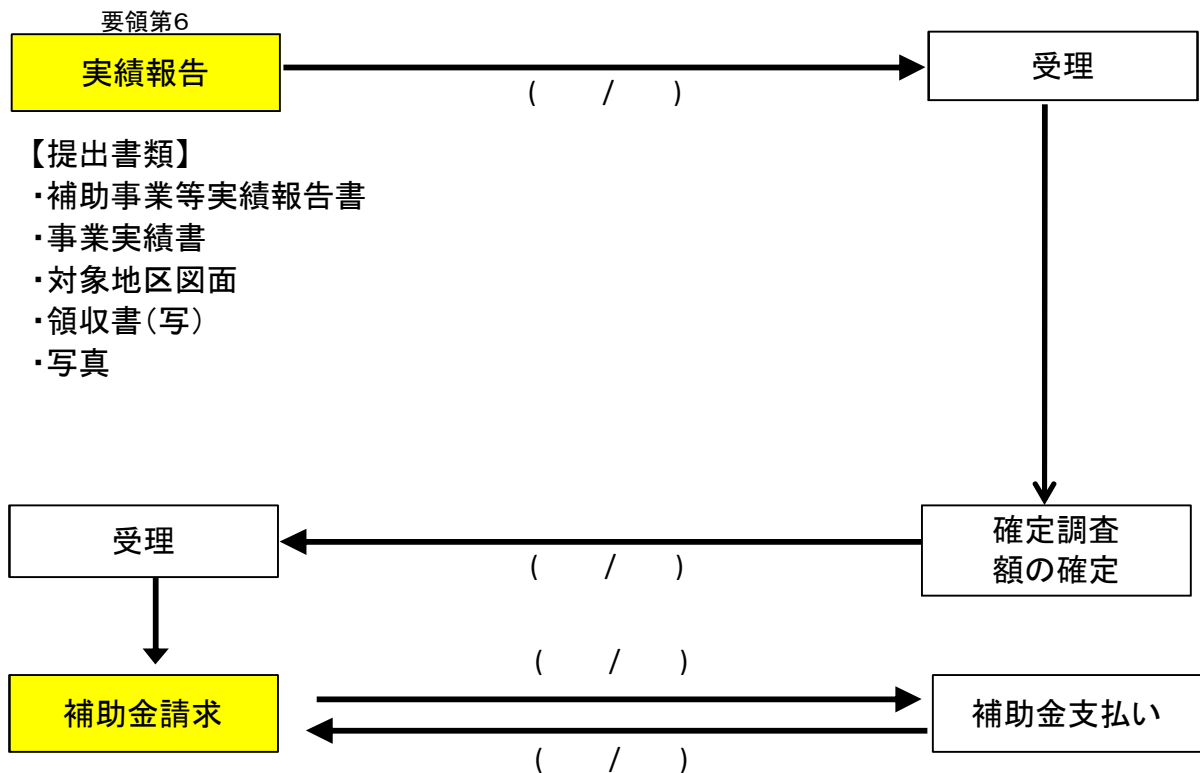 要領第6
実績報告
受理
( / )
【提出書類】
・補助事業等実績報告書
・事業実績書
・対象地区図面
・領収書(写)
・写真
受理
確定調査
額の確定
( / )
( / )
補助金請求
補助金支払い
( / )